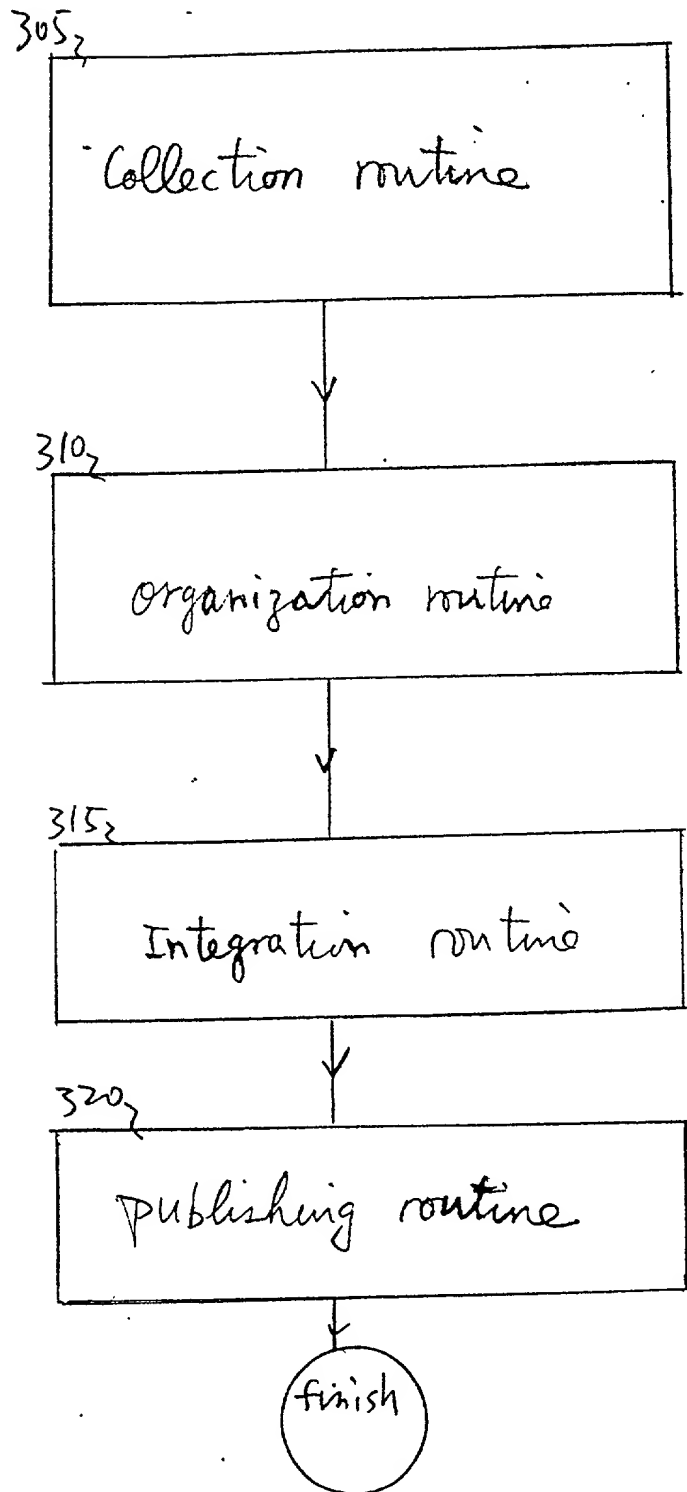 305
Collection routine
310
organization routine
315
Integration routine
320
publishing routine
finish